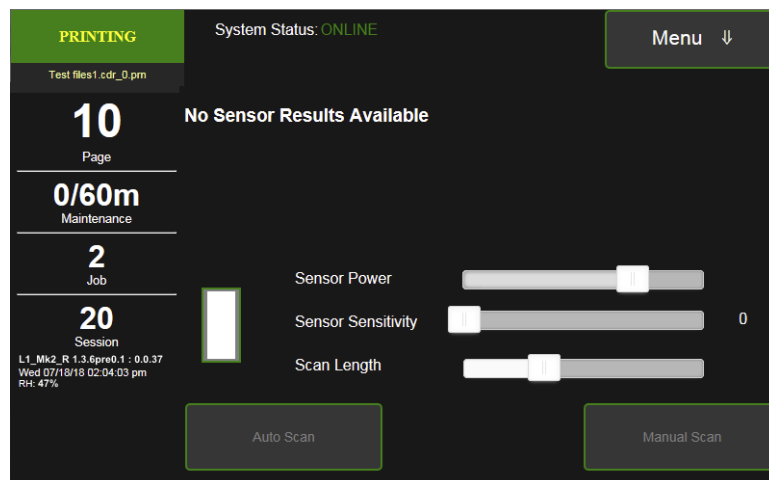 PRINTING
System Status: ONLINE
Menu ⇓
Test files1.cdr_0.prn
10
Page
No Sensor Results Available
0/60m
Maintenance
2
Job
20
Session
L1_Mk2_R 1.3.6pre0.1 : 0.0.37
Wed 07/18/18 02:04:03 pm
RH: 47%
Sensor Power
Sensor Sensitivity 0
Scan Length
Auto Scan
Manual Scan